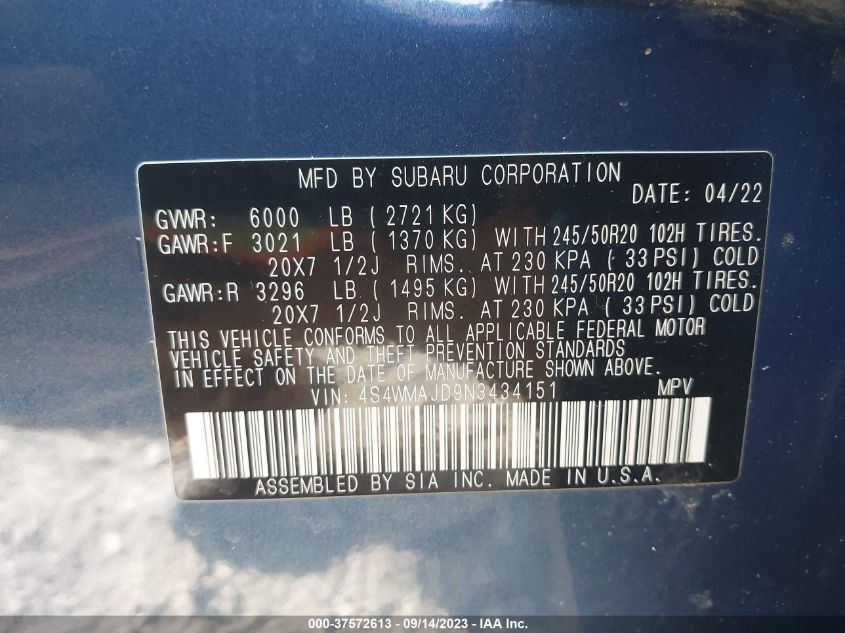 MFD BY SUBARU CORPORATION
DATE: 04/22
GVWR: 6000 LB ( 2721 KG)
GAWR:F 3021 LB ( 1370 KG) WITH 245/50R20 102H TIRES.
20X7 1/2J RIMS. AT 230 KPA ( 33 PSI) COLD
GAWR:R 3296 LB ( 1495 KG) WITH 245/50R20 102H TIRES.
20X7 1/2J RIMS. AT 230 KPA ( 33 PSI) COLD
THIS VEHICLE CONFORMS TO ALL APPLICABLE FEDERAL MOTOR
VEHICLE SAFETY AND THEFT PREVENTION STANDARDS
IN EFFECT ON THE DATE OF MANUFACTURE SHOWN ABOVE.
VIN: 4S4WMAJD9N3434151 MPV
ASSEMBLED BY SIA INC. MADE IN U.S.A.
000-37572613 - 09/14/2023 - IAA Inc.